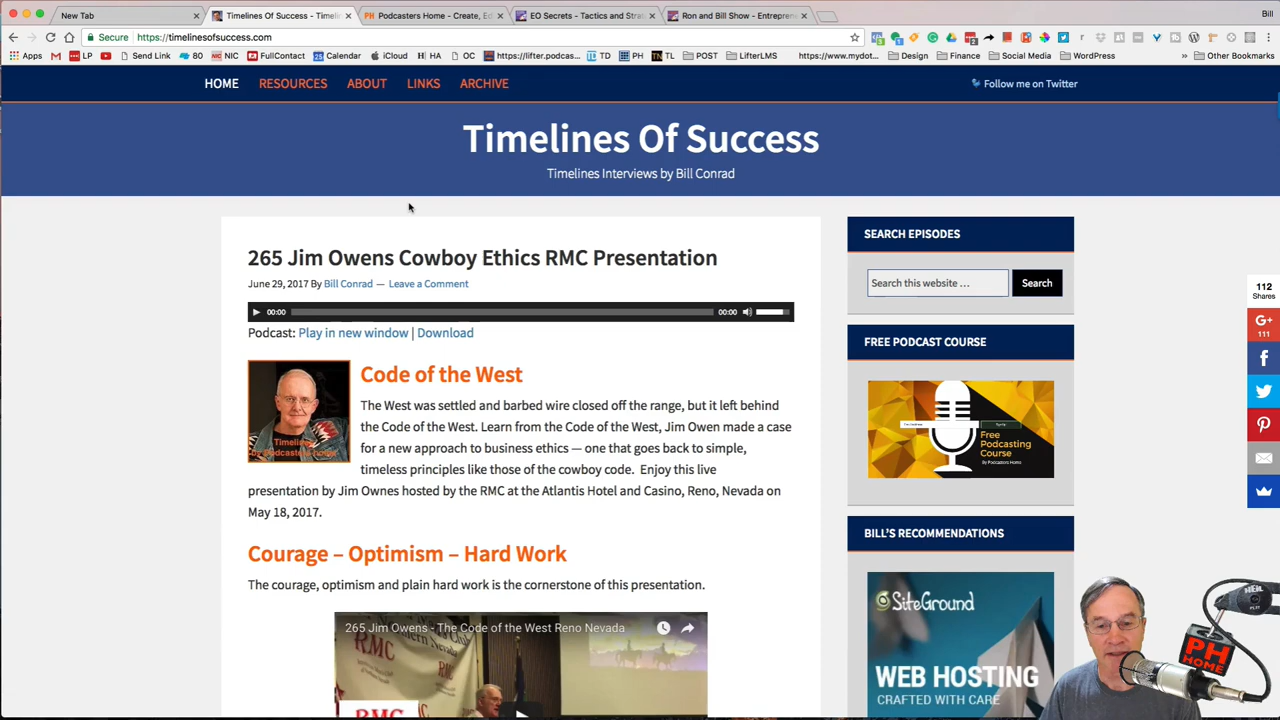 New Tab
Timelines Of Success - Timelin
Podcasters Home - Create, Ed
EO Secrets - Tactics and Stra
Ron and Bill Show - Entrepren
Bill
Secure
https://timelinesofsuccess.com
Apps
LP
Send Link
NIC
FullContact
Calendar
iCloud
HA
OC
https://lifter.podcas...
TD
PH
TL
POST
LifterLMS
https://www.mydot...
Design
Finance
Social Media
WordPress
Other Bookmarks
HOME RESOURCES ABOUT LINKS ARCHIVE
Follow me on Twitter
Timelines Of Success
Timelines Interviews by Bill Conrad
265 Jim Owens Cowboy Ethics RMC Presentation
June 29, 2017 By Bill Conrad — Leave a Comment
00:00
00:00
Podcast: Play in new window | Download
Code of the West
The West was settled and barbed wire closed off the range, but it left behind
the Code of the West. Learn from the Code of the West, Jim Owen made a case
for a new approach to business ethics — one that goes back to simple,
timeless principles like those of the cowboy code. Enjoy this live
presentation by Jim Ownes hosted by the RMC at the Atlantis Hotel and Casino, Reno, Nevada on
May 18, 2017.
Timelines
Courage – Optimism – Hard Work
The courage, optimism and plain hard work is the cornerstone of this presentation.
265 Jim Owens - The Code of the West Reno Nevada
RMC
RMC
SEARCH EPISODES
Search this website …
Search
FREE PODCAST COURSE
Free
Podcasting
Course
By Podcasters Home
BILL'S RECOMMENDATIONS
SiteGround
WEB HOSTING
CRAFTED WITH CARE
112
Shares
G+
111
PH
HOME
HEIL